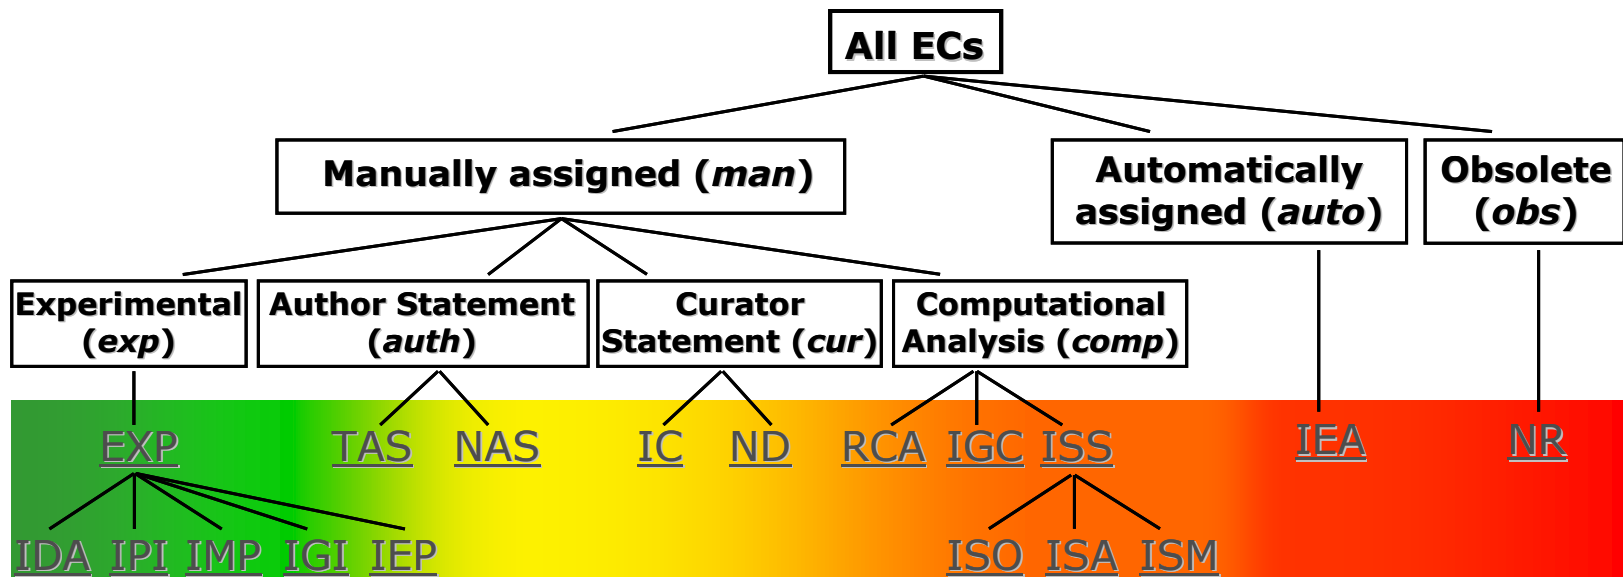 All ECs
Manually assigned (man)
Automatically
assigned (auto)
Obsolete
(obs)
Experimental
(exp)
Author Statement
(auth)
Curator
Statement (cur)
Computational
Analysis (comp)
EXP
TAS
NAS
IC
ND
RCA
IGC
ISS
IEA
NR
IDA
IPI
IMP
IGI
IEP
ISO
ISA
ISM